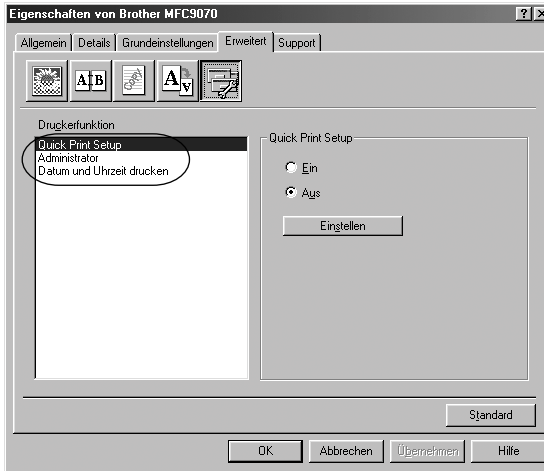 Eigenschaften von Brother MFC9070
Allgemein Details Grundeinstellungen Erweitert Support
A B Copy A A
Druckerfunktion
Quick Print Setup
Administrator
Datum und Uhrzeit drucken
Quick Print Setup
Ein
Aus
Einstellen
Standard
OK Abbrechen Übernehmen Hilfe